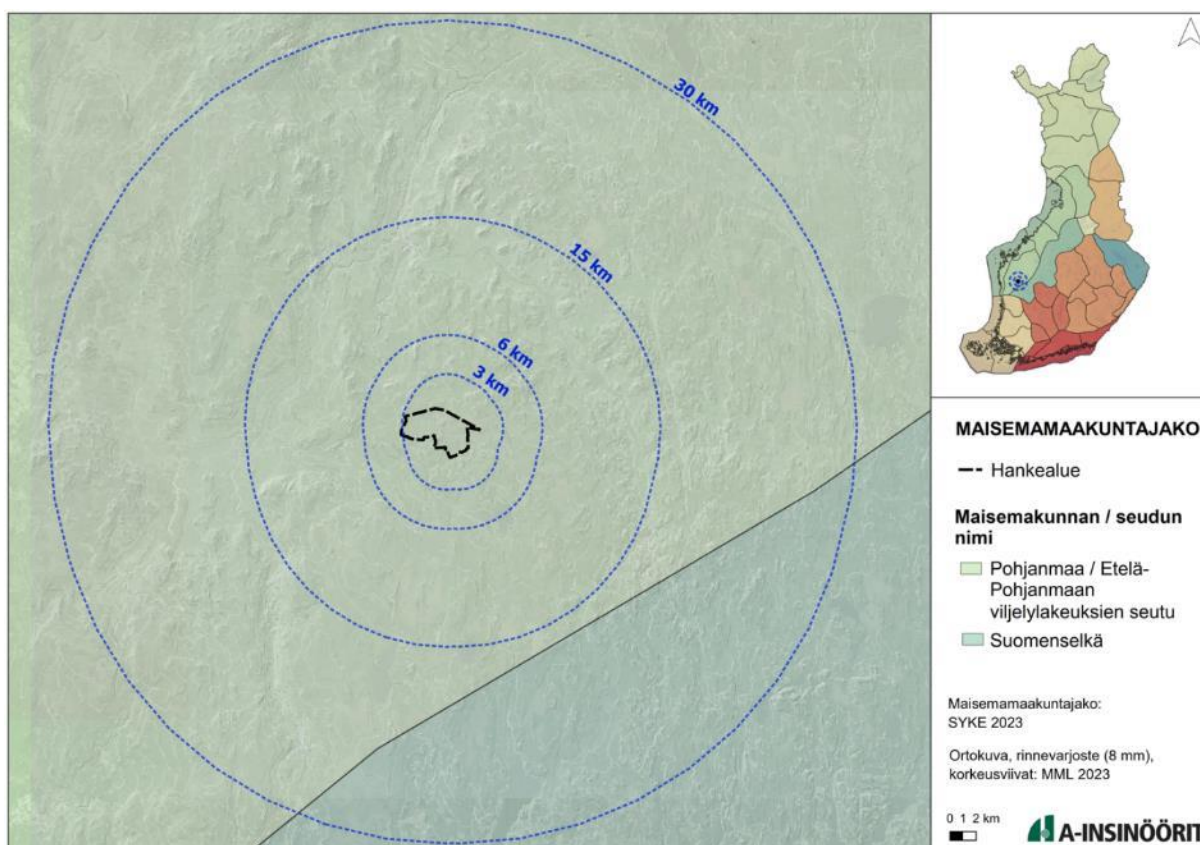 30 km
15 km
6 km
3 km
MAISEMAMAAKUNTAJAKO
Hankealue
Maisemakunnan / seudun
nimi
Pohjanmaa / Etelä-
Pohjanmaan
viljelylakeuksien seutu
Suomenselkä
Maisemamaakuntajako:
SYKE 2023
Ortokuva, rinnevarjoste (8 mm),
korkeusviivat: MML 2023
0 1 2 km
A-INSINÖÖRIT